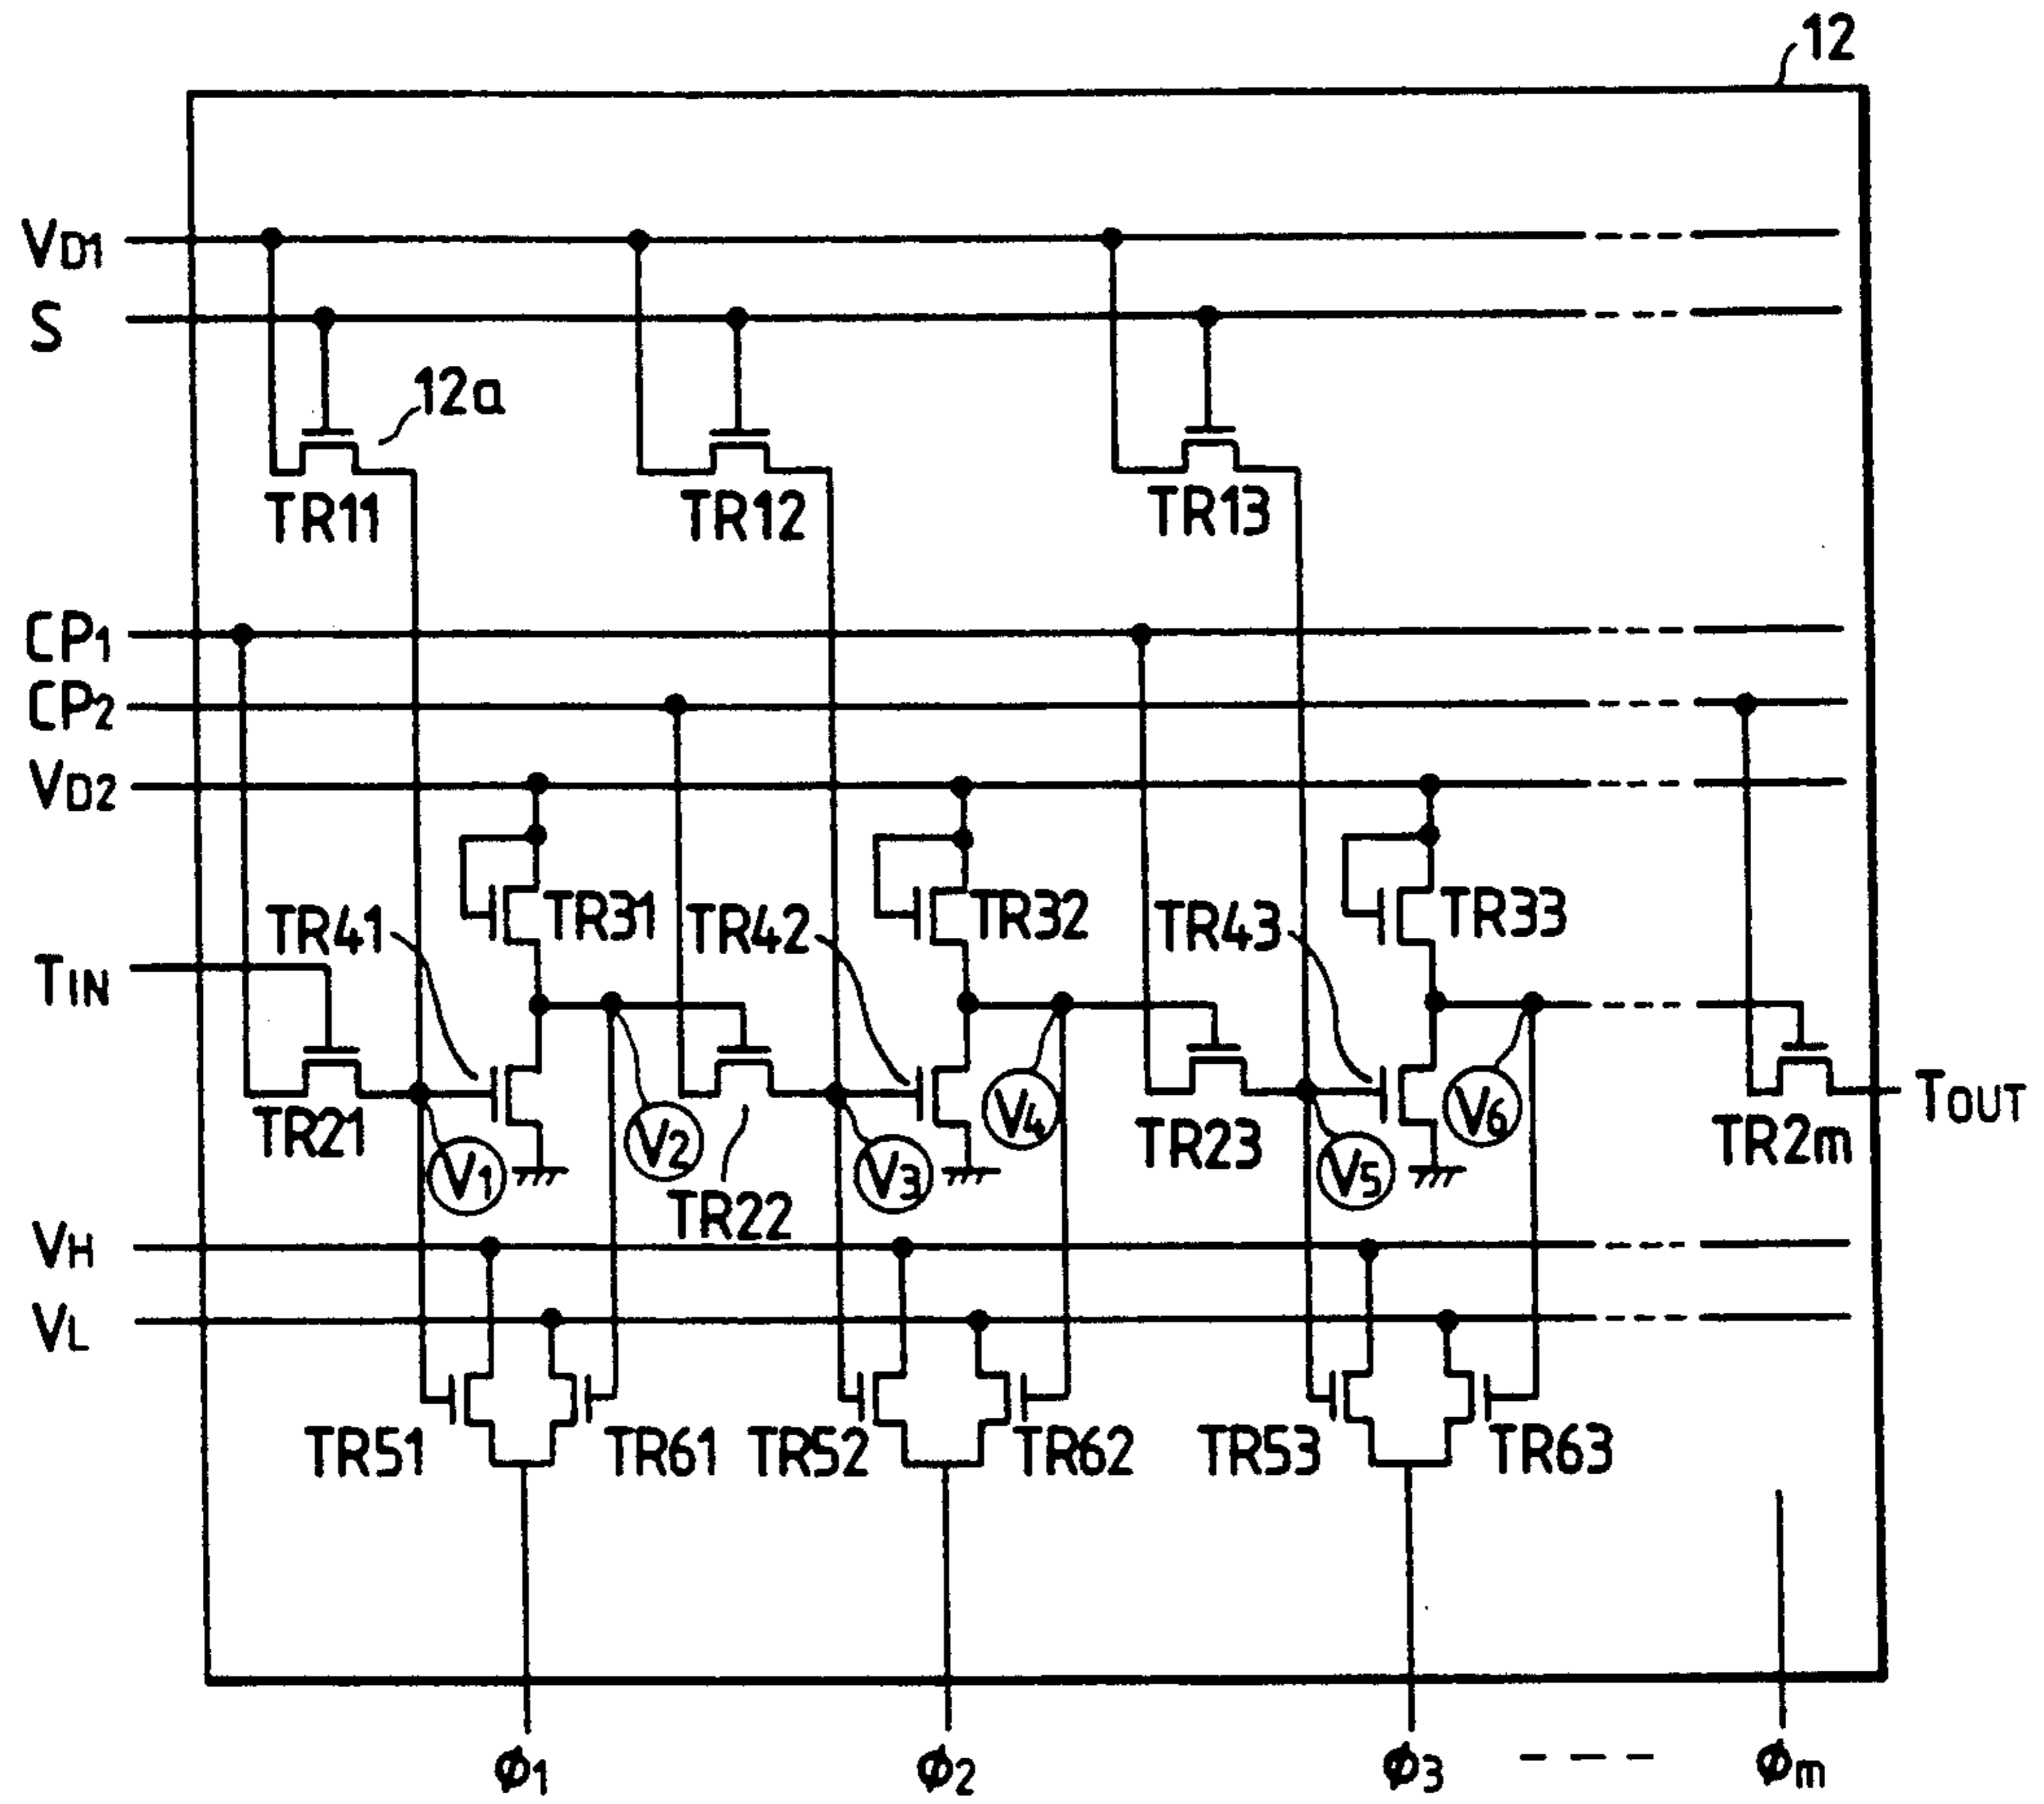 12
VD1
S
12a
TR11 TR12 TR13
CP1
CP2
VD2
TR41 TR31 TR42 TR32 TR43 TR33
TIN
TR21 V1 V2 TR22 V3 V4 TR23 V5 V6 TR2m TOUT
VH
VL
TR51 TR61 TR52 TR62 TR53 TR63
φ1 φ2 φ3 --- φm